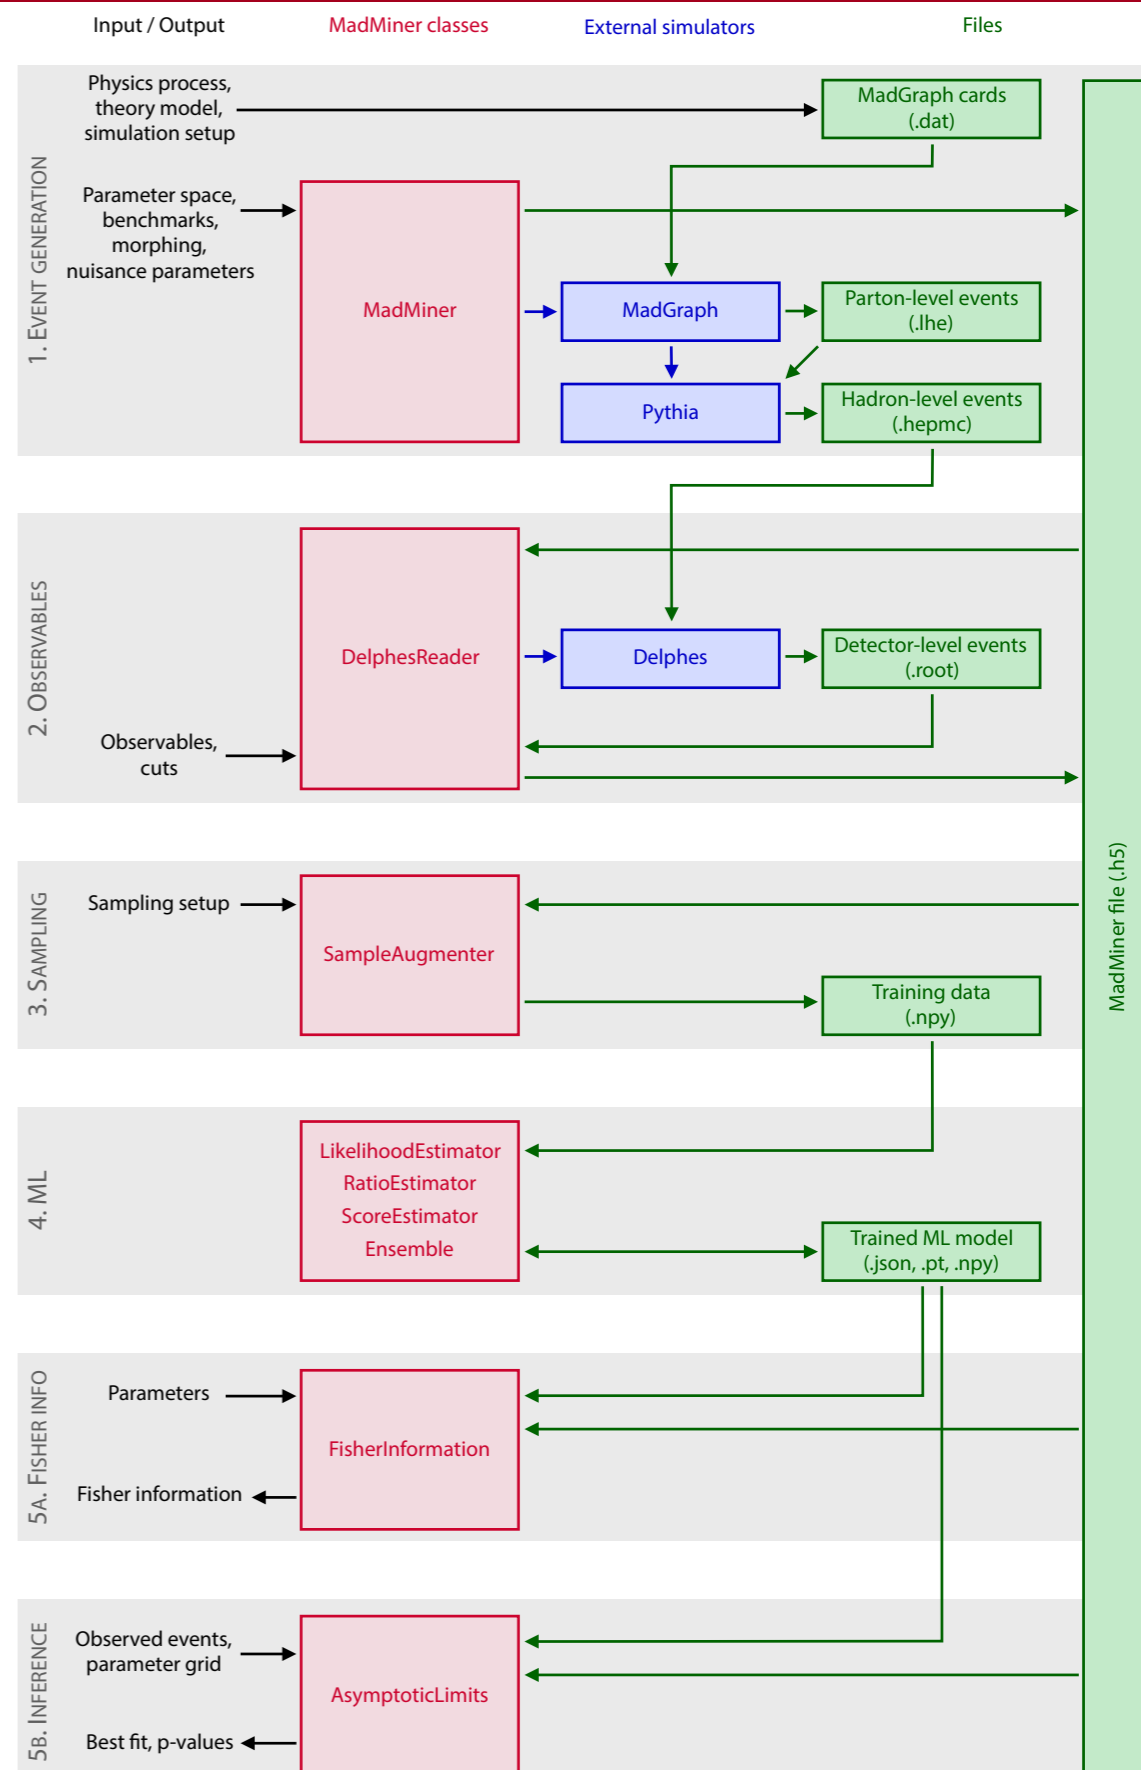 Input / Output
MadMiner classes
External simulators
Files
1. EVENT GENERATION
Physics process,
theory model,
simulation setup
MadGraph cards
(.dat)
Parameter space,
benchmarks,
morphing,
nuisance parameters
MadMiner
MadGraph
Parton-level events
(.lhe)
Pythia
Hadron-level events
(.hepmc)
2. OBSERVABLES
DelphesReader
Delphes
Detector-level events
(.root)
Observables,
cuts
MadMiner file (.h5)
3. SAMPLING
Sampling setup
SampleAugmenter
Training data
(.npy)
4. ML
LikelihoodEstimator
RatioEstimator
ScoreEstimator
Ensemble
Trained ML model
(.json, .pt, .npy)
5A. FISHER INFO
Parameters
FisherInformation
Fisher information
5B. INFERENCE
Observed events,
parameter grid
AsymptoticLimits
Best fit, p-values